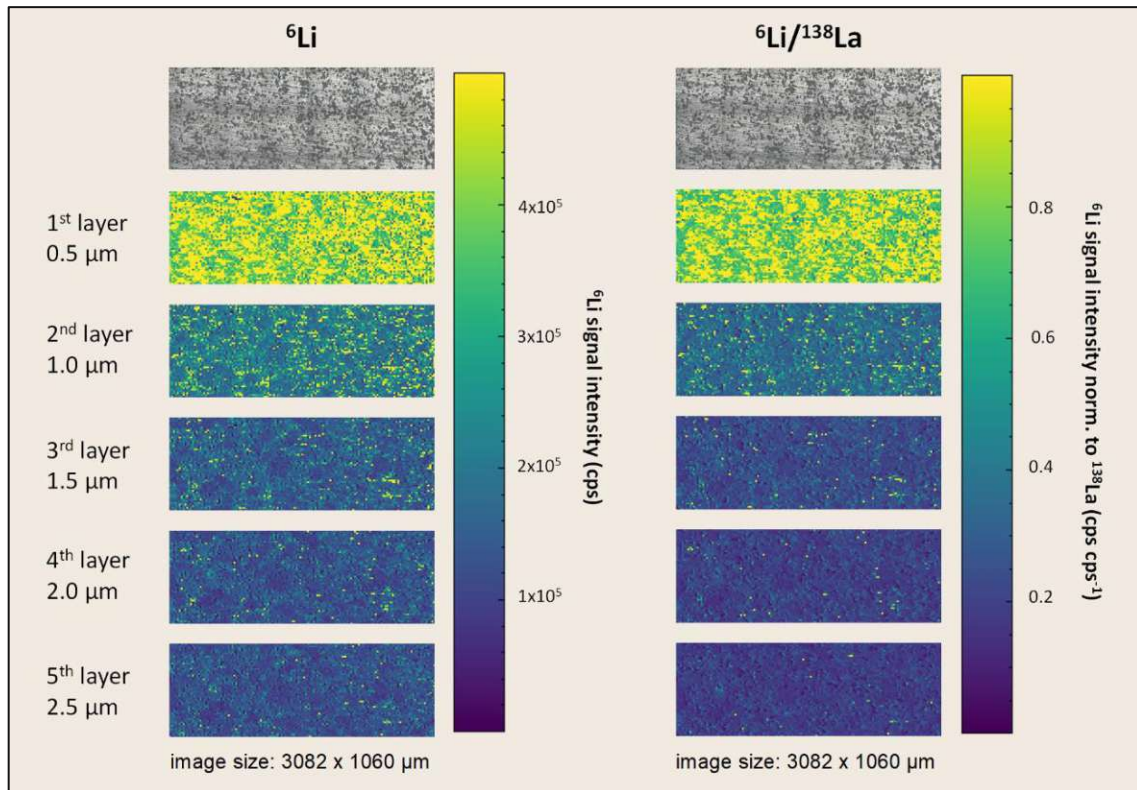 ⁶Li
⁶Li/¹³⁸La
1ˢᵗ layer
0.5 µm
2ⁿᵈ layer
1.0 µm
3ʳᵈ layer
1.5 µm
4ᵗʰ layer
2.0 µm
5ᵗʰ layer
2.5 µm
4x10⁵
3x10⁵
2x10⁵
1x10⁵
⁶Li signal intensity (cps)
0.8
0.6
0.4
0.2
⁶Li signal intensity norm. to ¹³⁸La (cps cps⁻¹)
image size: 3082 x 1060 µm
image size: 3082 x 1060 µm